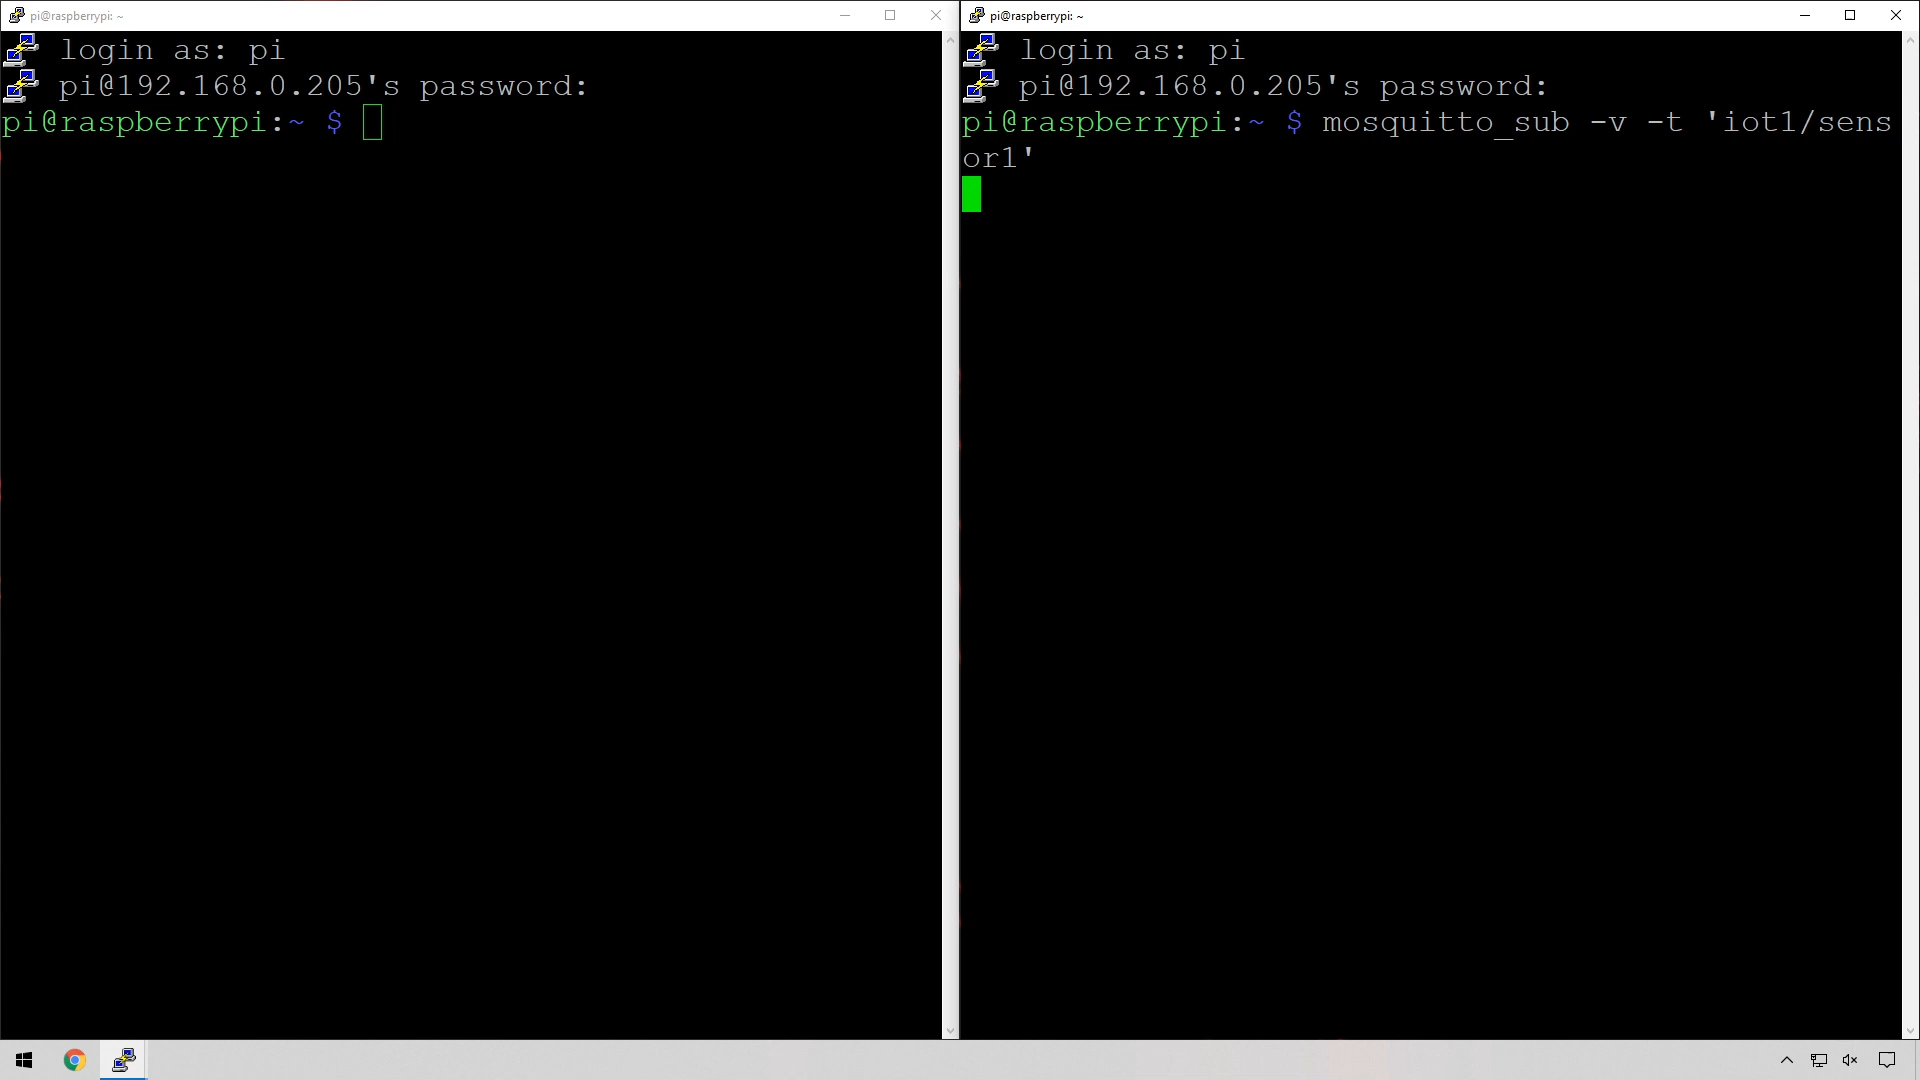 pi@raspberrypi: ~
login as: pi
pi@192.168.0.205's password:
pi@raspberrypi:~ $
pi@raspberrypi: ~
login as: pi
pi@192.168.0.205's password:
pi@raspberrypi:~ $ mosquitto_sub -v -t 'iot1/sens
or1'